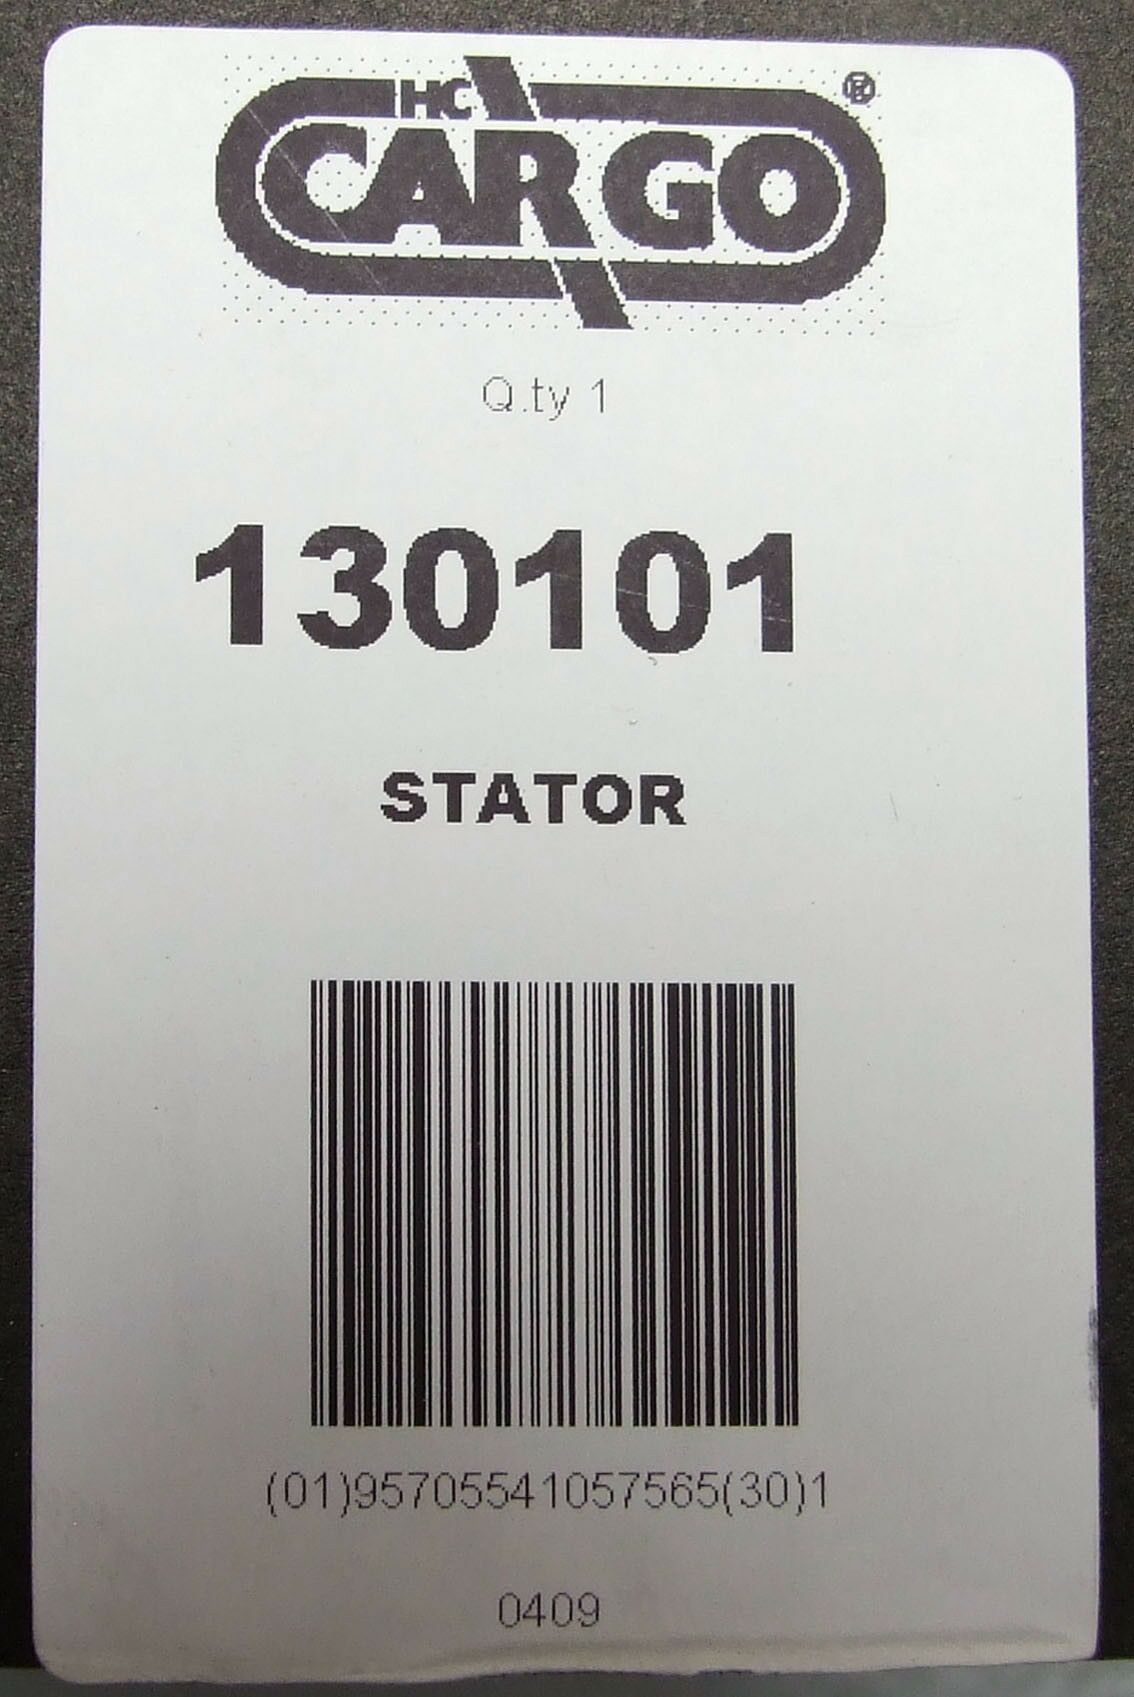 HC
CARGO®
Q.ty 1
130101
STATOR
(01)95705541057565(30)1
0409